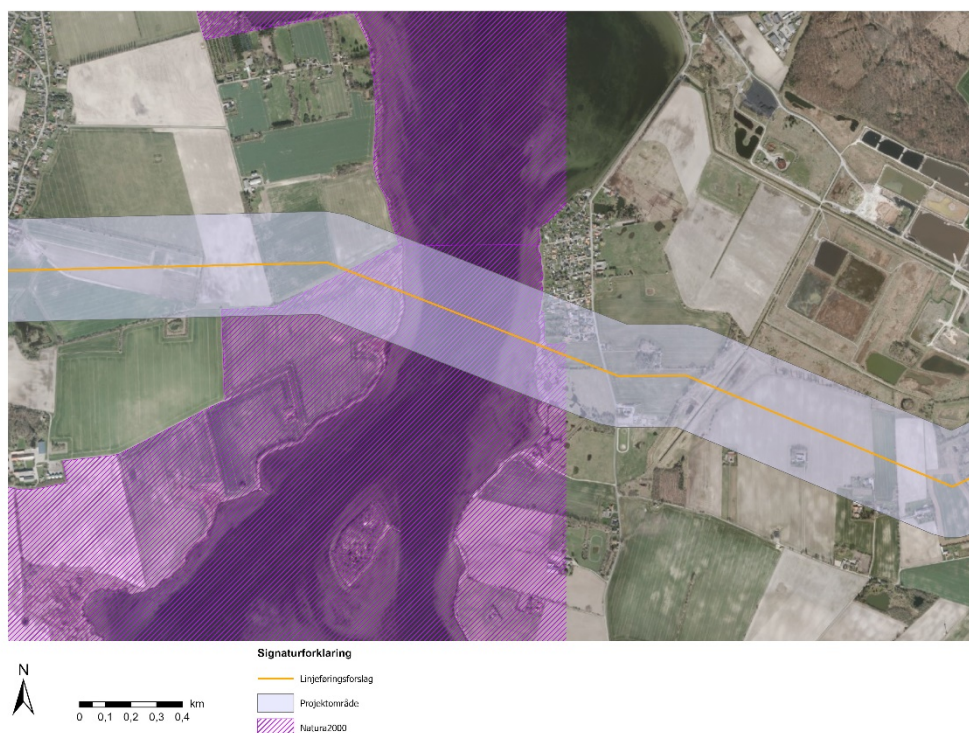 Signaturforklaring
Linjeføringsforslag
Projektområde
Natura2000
N
km
0 0,1 0,2 0,3 0,4